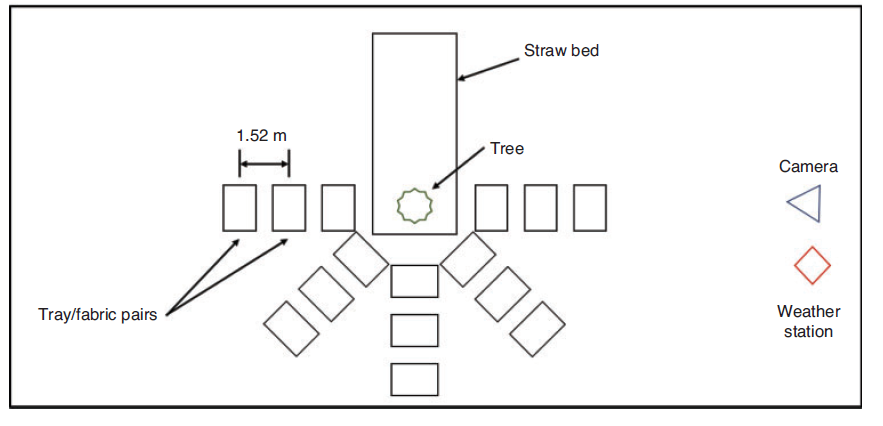 Straw bed
1.52 m
Tree
Camera
Tray/fabric pairs
Weather
station